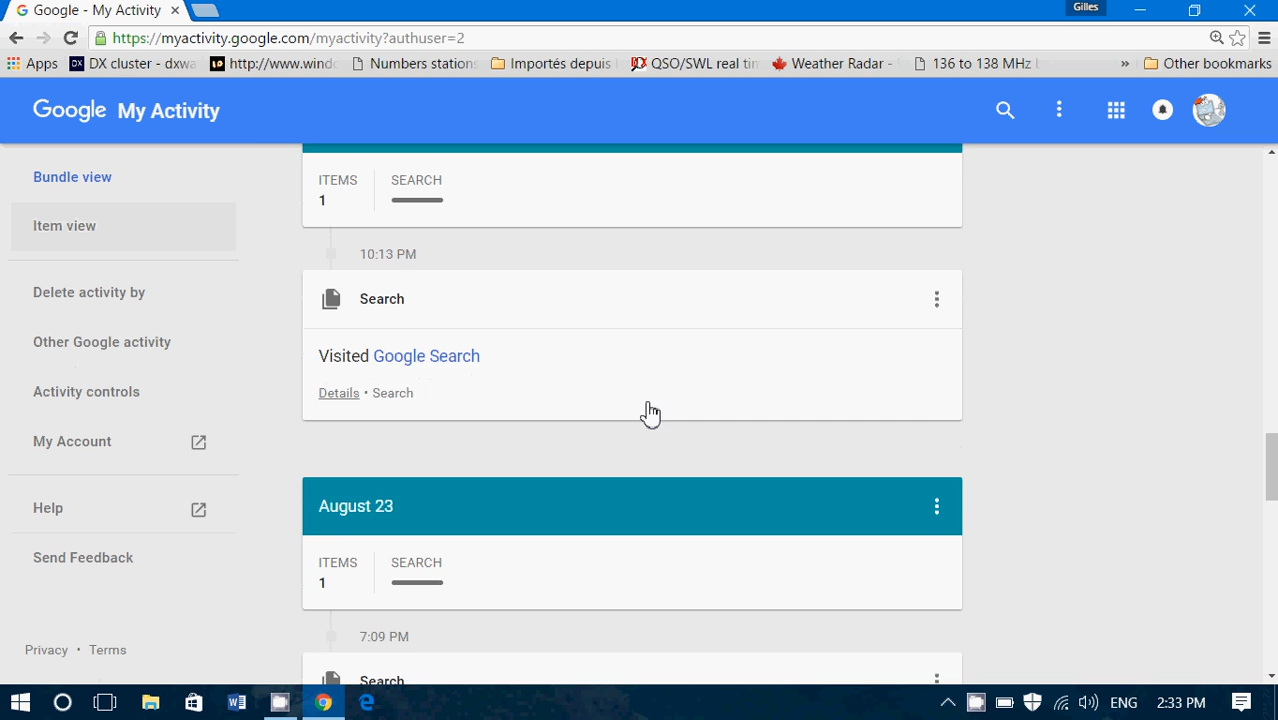 Google - My Activity
Gilles
https://myactivity.google.com/myactivity?authuser=2
Apps
DX cluster - dxwa
http://www.windo
Numbers stations
Importés depuis
QSO/SWL real tim
Weather Radar -
136 to 138 MHz
»
Other bookmarks
Google My Activity
Bundle view
Item view
Delete activity by
Other Google activity
Activity controls
My Account
Help
Send Feedback
Privacy • Terms
ITEMS
1
SEARCH
10:13 PM
Search
Visited Google Search
Details • Search
August 23
ITEMS
1
SEARCH
7:09 PM
Search
ENG
2:33 PM